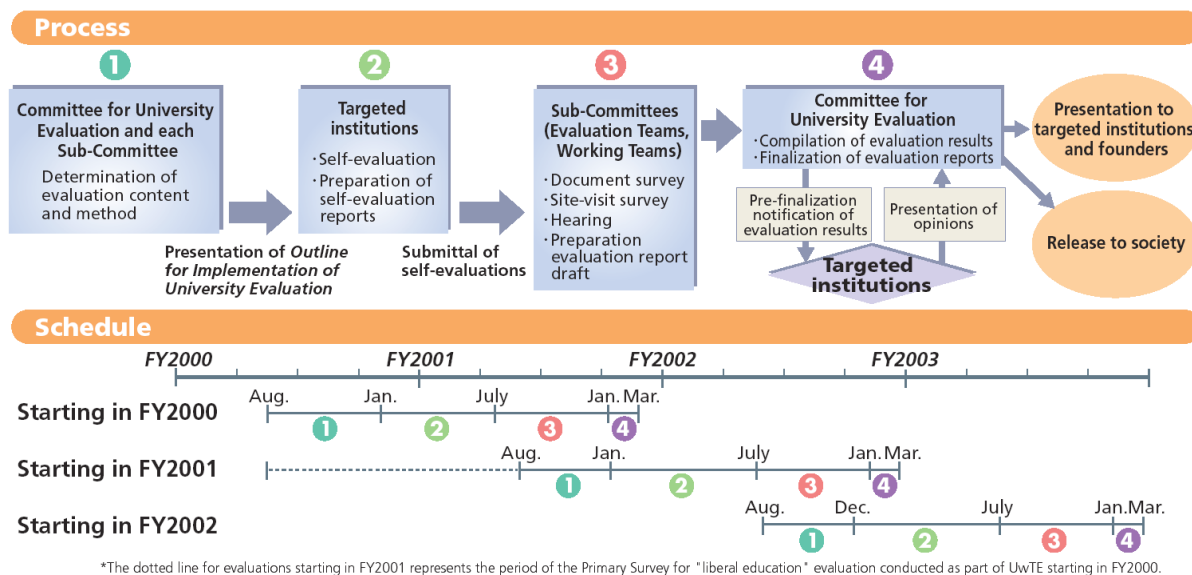 Process
1
Committee for University
Evaluation and each
Sub-Committee
Determination of
evaluation content
and method
Presentation of Outline
for Implementation of
University Evaluation
2
Targeted
institutions
·Self-evaluation
·Preparation of
self-evaluation
reports
Submittal of
self-evaluations
3
Sub-Committees
(Evaluation Teams,
Working Teams)
·Document survey
·Site-visit survey
·Hearing
·Preparation
evaluation report
draft
4
Committee for
University Evaluation
·Compilation of evaluation results
·Finalization of evaluation reports
Pre-finalization
notification of
evaluation results
Presentation of
opinions
Targeted
institutions
Presentation to
targeted institutions
and founders
Release to society
Schedule
FY2000 FY2001 FY2002 FY2003
Aug. Jan. July Jan. Mar.
Starting in FY2000
1 2 3 4
Aug. Jan. July Jan. Mar.
Starting in FY2001
1 2 3 4
Aug. Dec. July Jan. Mar.
Starting in FY2002
1 2 3 4
*The dotted line for evaluations starting in FY2001 represents the period of the Primary Survey for "liberal education" evaluation conducted as part of UwTE starting in FY2000.